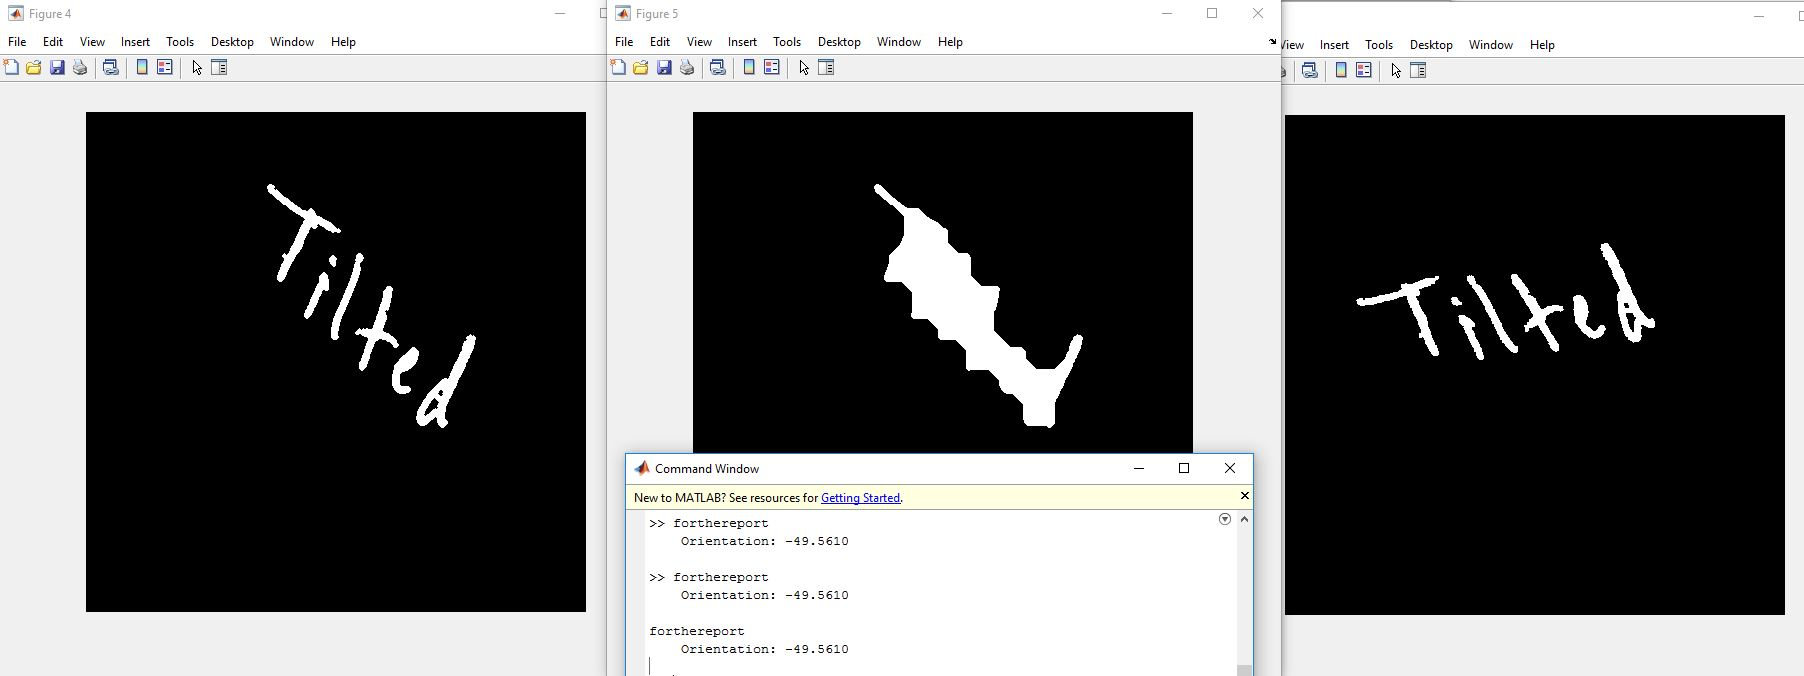 Figure 4
File Edit View Insert Tools Desktop Window Help
Tilted
Figure 5
File Edit View Insert Tools Desktop Window Help
View Insert Tools Desktop Window Help
Tilted
Command Window
New to MATLAB? See resources for Getting Started.
>> forthereport
Orientation: -49.5610
>> forthereport
Orientation: -49.5610
forthereport
Orientation: -49.5610